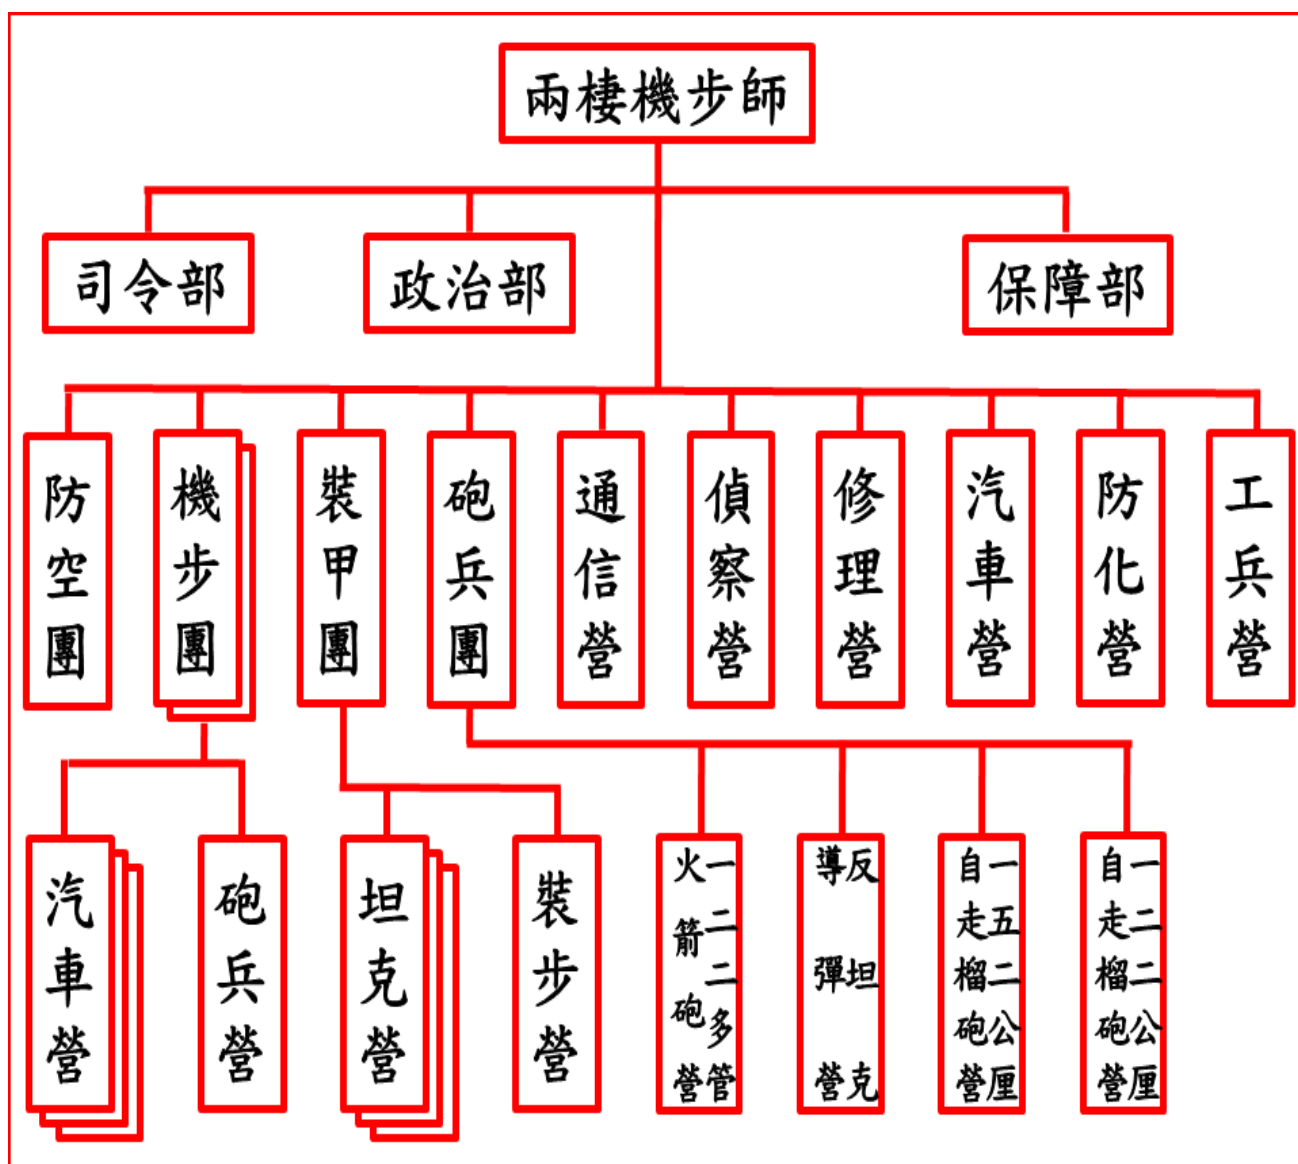 兩棲機步師
司令部
政治部
保障部
防空團
機步團
裝甲團
砲兵團
通信營
偵察營
修理營
汽車營
防化營
工兵營
汽車營
砲兵營
坦克營
裝步營
一二二多管
火箭砲營
反坦克
導彈營
一五二公厘
自走榴砲營
一二二公厘
自走榴砲營